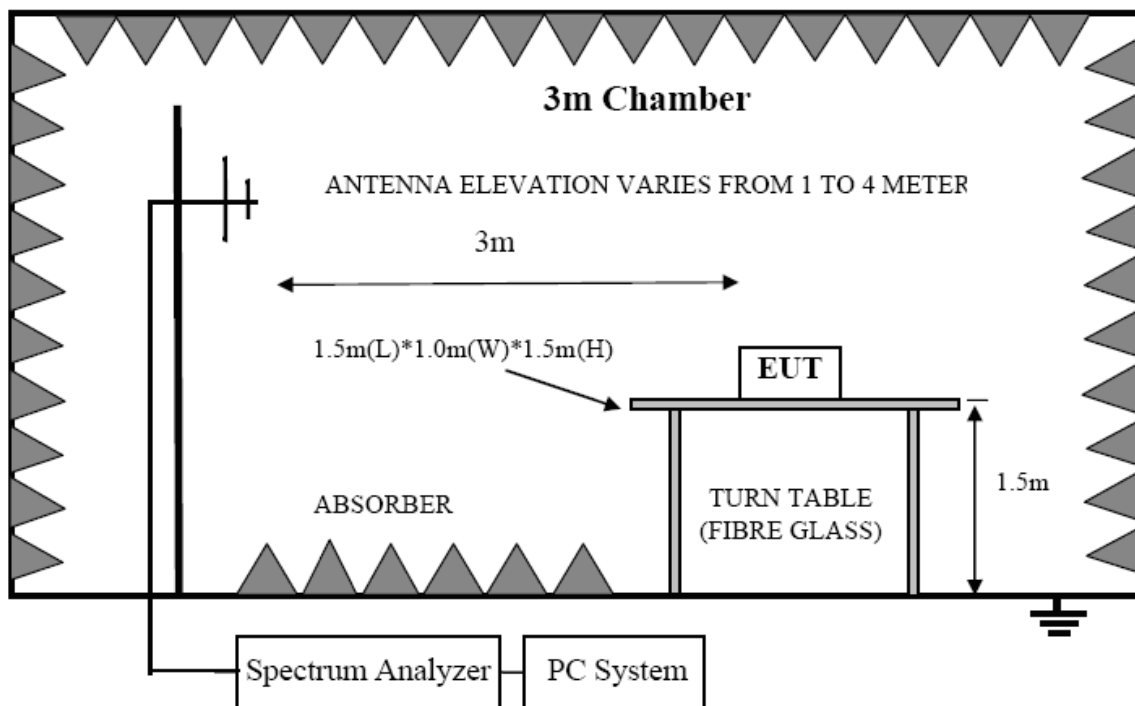 3m Chamber
ANTENNA ELEVATION VARIES FROM 1 TO 4 METER
3m
1.5m(L)*1.0m(W)*1.5m(H)
EUT
1.5m
ABSORBER
TURN TABLE
(FIBRE GLASS)
Spectrum Analyzer
PC System